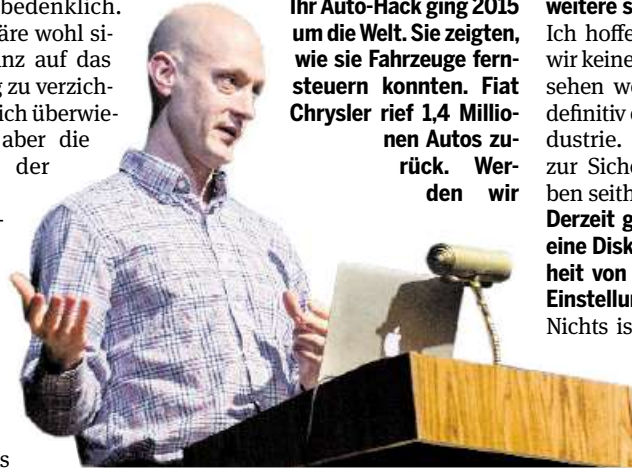 bedenklich.
äre wohl si-
nz auf das
g zu verzich-
ich überwie-
aber die
der
-
s
Ihr Auto-Hack ging 2015
um die Welt. Sie zeigten,
wie sie Fahrzeuge fern-
steuern konnten. Fiat
Chrysler rief 1,4 Millio-
nen Autos zu-
rück. Wer-
den wir
weitere s
Ich hoffe
wir keine
sehen we
definitiv
dustrie.
zur Siche
ben seith
Derzeit g
eine Disk
heit von
Einstellun
Nichts is